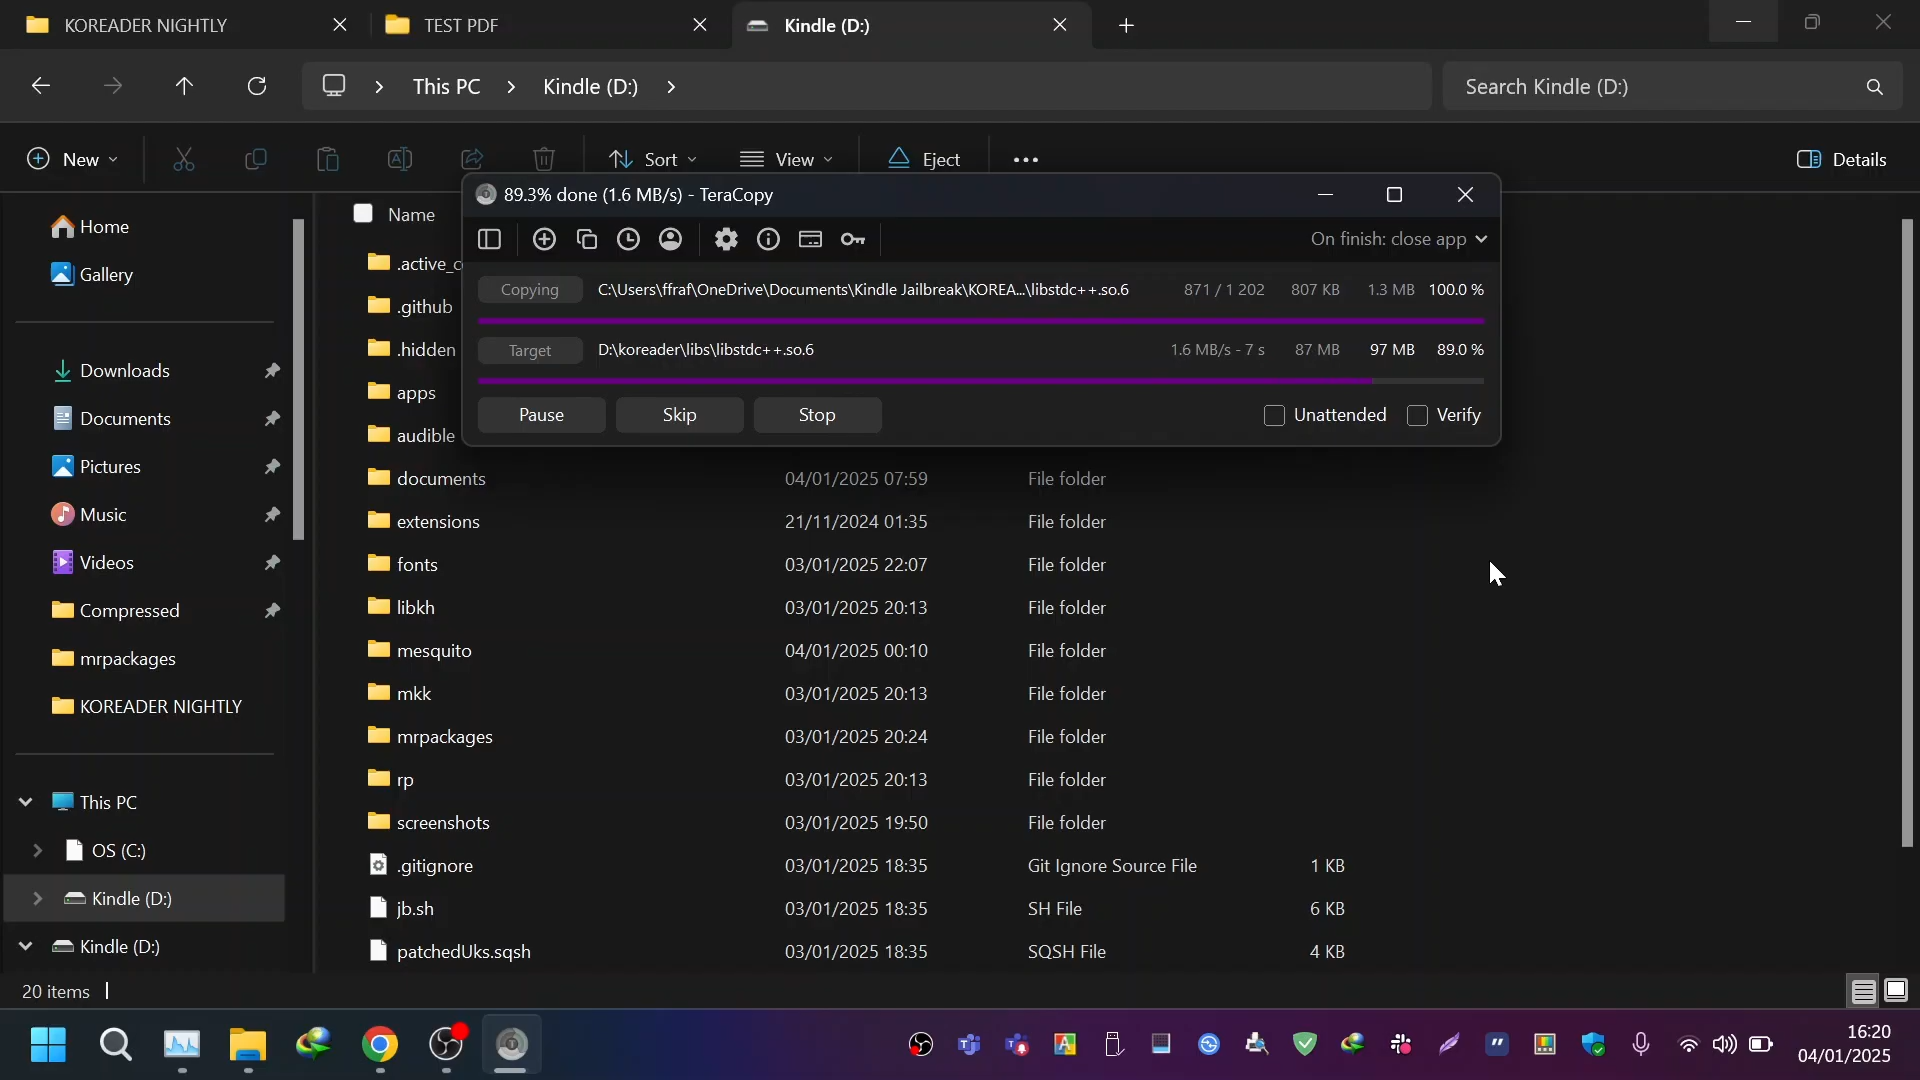 KOREADER NIGHTLY
TEST PDF
Kindle (D:)
This PC
Kindle (D:)
Search Kindle (D:)
New
Sort
View
Eject
Details
89.3% done (1.6 MB/s) - TeraCopy
On finish: close app
Copying
C:\Users\ffraf\OneDrive\Documents\Kindle Jailbreak\KOREA...\libstdc++.so.6
871 / 1 202
807 KB
1.3 MB
100.0 %
Target
D:\koreader\libs\libstdc++.so.6
1.6 MB/s - 7 s
87 MB
97 MB
89.0 %
Pause
Skip
Stop
Unattended
Verify
Home
Gallery
Downloads
Documents
Pictures
Music
Videos
Compressed
mrpackages
KOREADER NIGHTLY
This PC
OS (C:)
Kindle (D:)
Kindle (D:)
Name
.active_c
.github
.hidden
apps
audible
documents 04/01/2025 07:59 File folder
extensions 21/11/2024 01:35 File folder
fonts 03/01/2025 22:07 File folder
libkh 03/01/2025 20:13 File folder
mesquito 04/01/2025 00:10 File folder
mkk 03/01/2025 20:13 File folder
mrpackages 03/01/2025 20:24 File folder
rp 03/01/2025 20:13 File folder
screenshots 03/01/2025 19:50 File folder
.gitignore 03/01/2025 18:35 Git Ignore Source File 1 KB
jb.sh 03/01/2025 18:35 SH File 6 KB
patchedUks.sqsh 03/01/2025 18:35 SQSH File 4 KB
20 items
16:20
04/01/2025